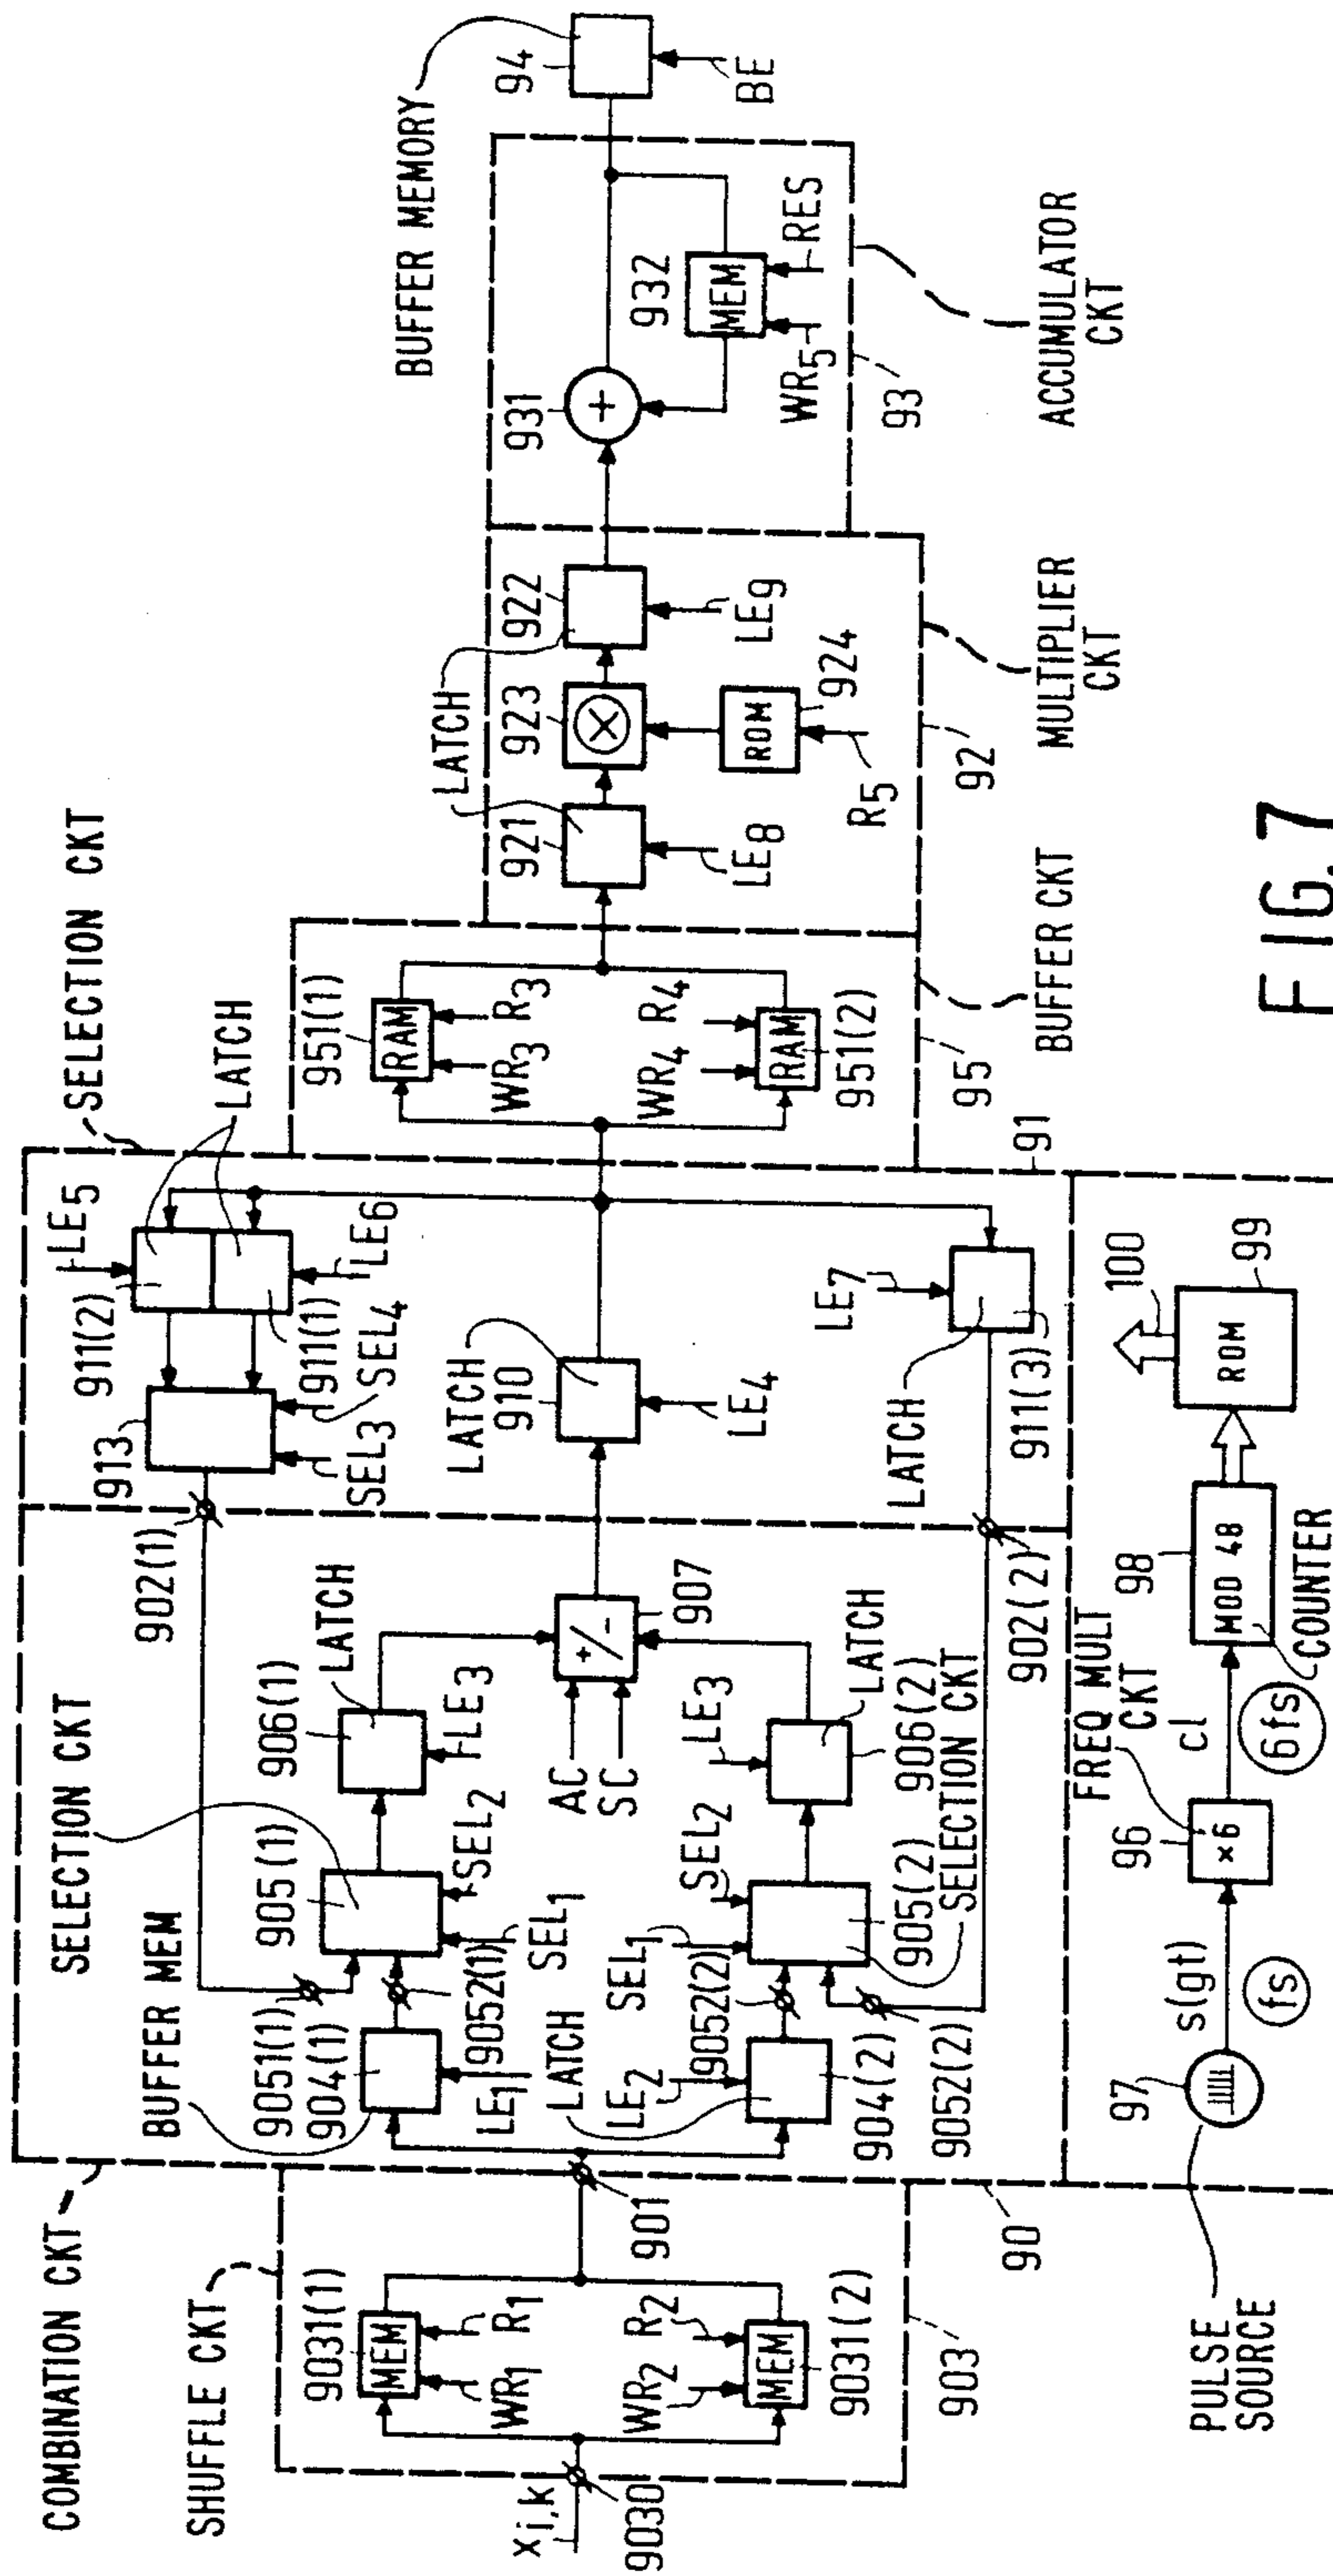 COMBINATION CKT
SHUFFLE CKT
x i,k
9030
9031(1)
MEM
WR1
R1
WR2
R2
MEM
9031(2)
903
901
90
SELECTION CKT
BUFFER MEM
9051(1)
904(1)
LE1
9052(1)
905(1)
SEL1
SEL2
906(1)
LATCH
LE3
902(1)
AC
SC
+/-
907
LATCH
LE2
9052(2)
904(2)
9052(2)
SEL1
SEL2
905(2)
SELECTION CKT
LE3
906(2)
LATCH
902(2)
SELECTION CKT
LATCH
913
SEL3
SEL4
911(2)
911(1)
LE5
LE6
LATCH
910
LE4
LE7
LATCH
911(3)
91
951(1)
RAM
WR3
R3
WR4
R4
RAM
951(2)
95
BUFFER CKT
LATCH
921
LE8
923
922
LE9
ROM
924
R5
92
MULTIPLIER CKT
931
+
932
MEM
WR5
RES
93
ACCUMULATOR CKT
BUFFER MEMORY
94
BE
PULSE SOURCE
97
s(gt)
fs
FREQ MULT CKT
96
×6
cl
6fs
98
MOD 48
COUNTER
99
ROM
100
FIG. 7